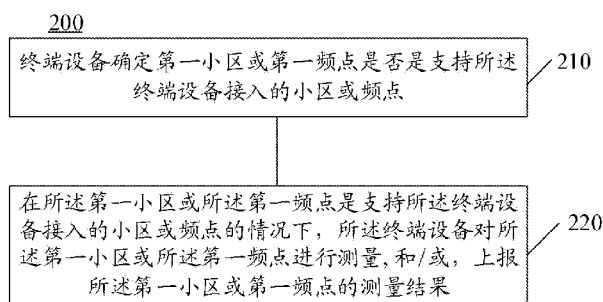 200
终端设备确定第一小区或第一频点是否是支持所述
终端设备接入的小区或频点
210
在所述第一小区或所述第一频点是支持所述终端设
备接入的小区或频点的情况下，所述终端设备对所
述第一小区或所述第一频点进行测量,和/或，上报
所述第一小区或第一频点的测量结果
220